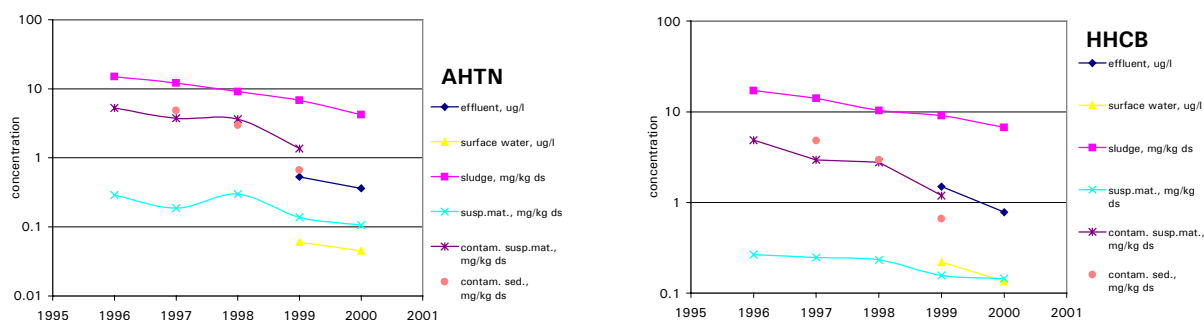 AHTN
100
10
1
0.1
0.01
concentration
1995 1996 1997 1998 1999 2000 2001
effluent, ug/l
surface water, ug/l
sludge, mg/kg ds
susp.mat., mg/kg ds
contam. susp.mat.,
mg/kg ds
contam. sed.,
mg/kg ds
HHCB
100
10
1
0.1
concentration
1995 1996 1997 1998 1999 2000 2001
effluent, ug/l
surface water, ug/l
sludge, mg/kg ds
susp.mat., mg/kg
ds
contam. susp.mat.,
mg/kg ds
contam. sed.,
mg/kg ds